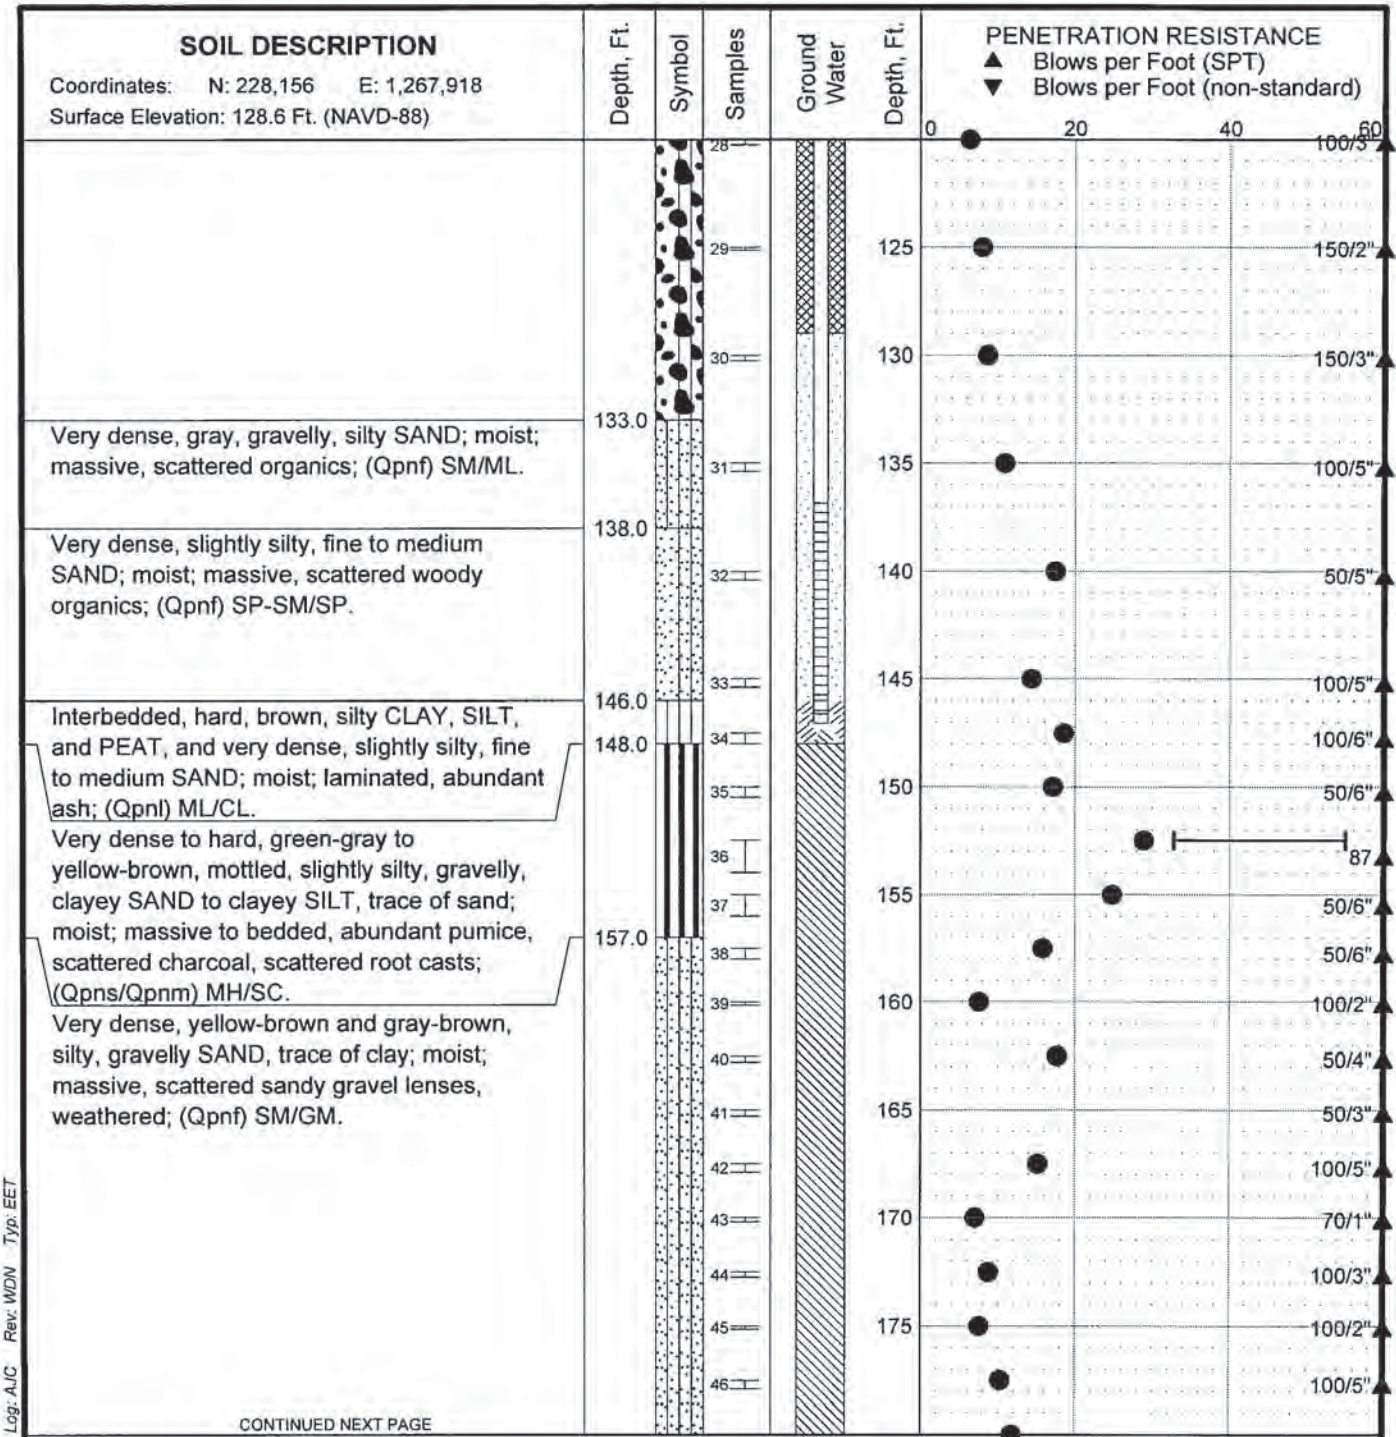 SOIL DESCRIPTION
Coordinates: N: 228,156 E: 1,267,918
Surface Elevation: 128.6 Ft. (NAVD-88)
Depth, Ft.
Symbol
Samples
Ground
Water
Depth, Ft.
PENETRATION RESISTANCE
▲ Blows per Foot (SPT)
▼ Blows per Foot (non-standard)
0 20 40 60
Very dense, gray, gravelly, silty SAND; moist;
massive, scattered organics; (Qpnf) SM/ML.
Very dense, slightly silty, fine to medium
SAND; moist; massive, scattered woody
organics; (Qpnf) SP-SM/SP.
Interbedded, hard, brown, silty CLAY, SILT,
and PEAT, and very dense, slightly silty, fine
to medium SAND; moist; laminated, abundant
ash; (Qpnl) ML/CL.
Very dense to hard, green-gray to
yellow-brown, mottled, slightly silty, gravelly,
clayey SAND to clayey SILT, trace of sand;
moist; massive to bedded, abundant pumice,
scattered charcoal, scattered root casts;
(Qpns/Qpnm) MH/SC.
Very dense, yellow-brown and gray-brown,
silty, gravelly SAND, trace of clay; moist;
massive, scattered sandy gravel lenses,
weathered; (Qpnf) SM/GM.
CONTINUED NEXT PAGE
133.0
138.0
146.0
148.0
157.0
28
29
30
31
32
33
34
35
36
37
38
39
40
41
42
43
44
45
46
125
130
135
140
145
150
155
160
165
170
175
100/3"
150/2"
150/3"
100/5"
50/5"
100/5"
100/6"
50/6"
87
50/6"
50/6"
100/2"
50/4"
50/3"
100/5"
70/1"
100/3"
100/2"
100/5"
Log: AJC Rev: WDN Typ: EET